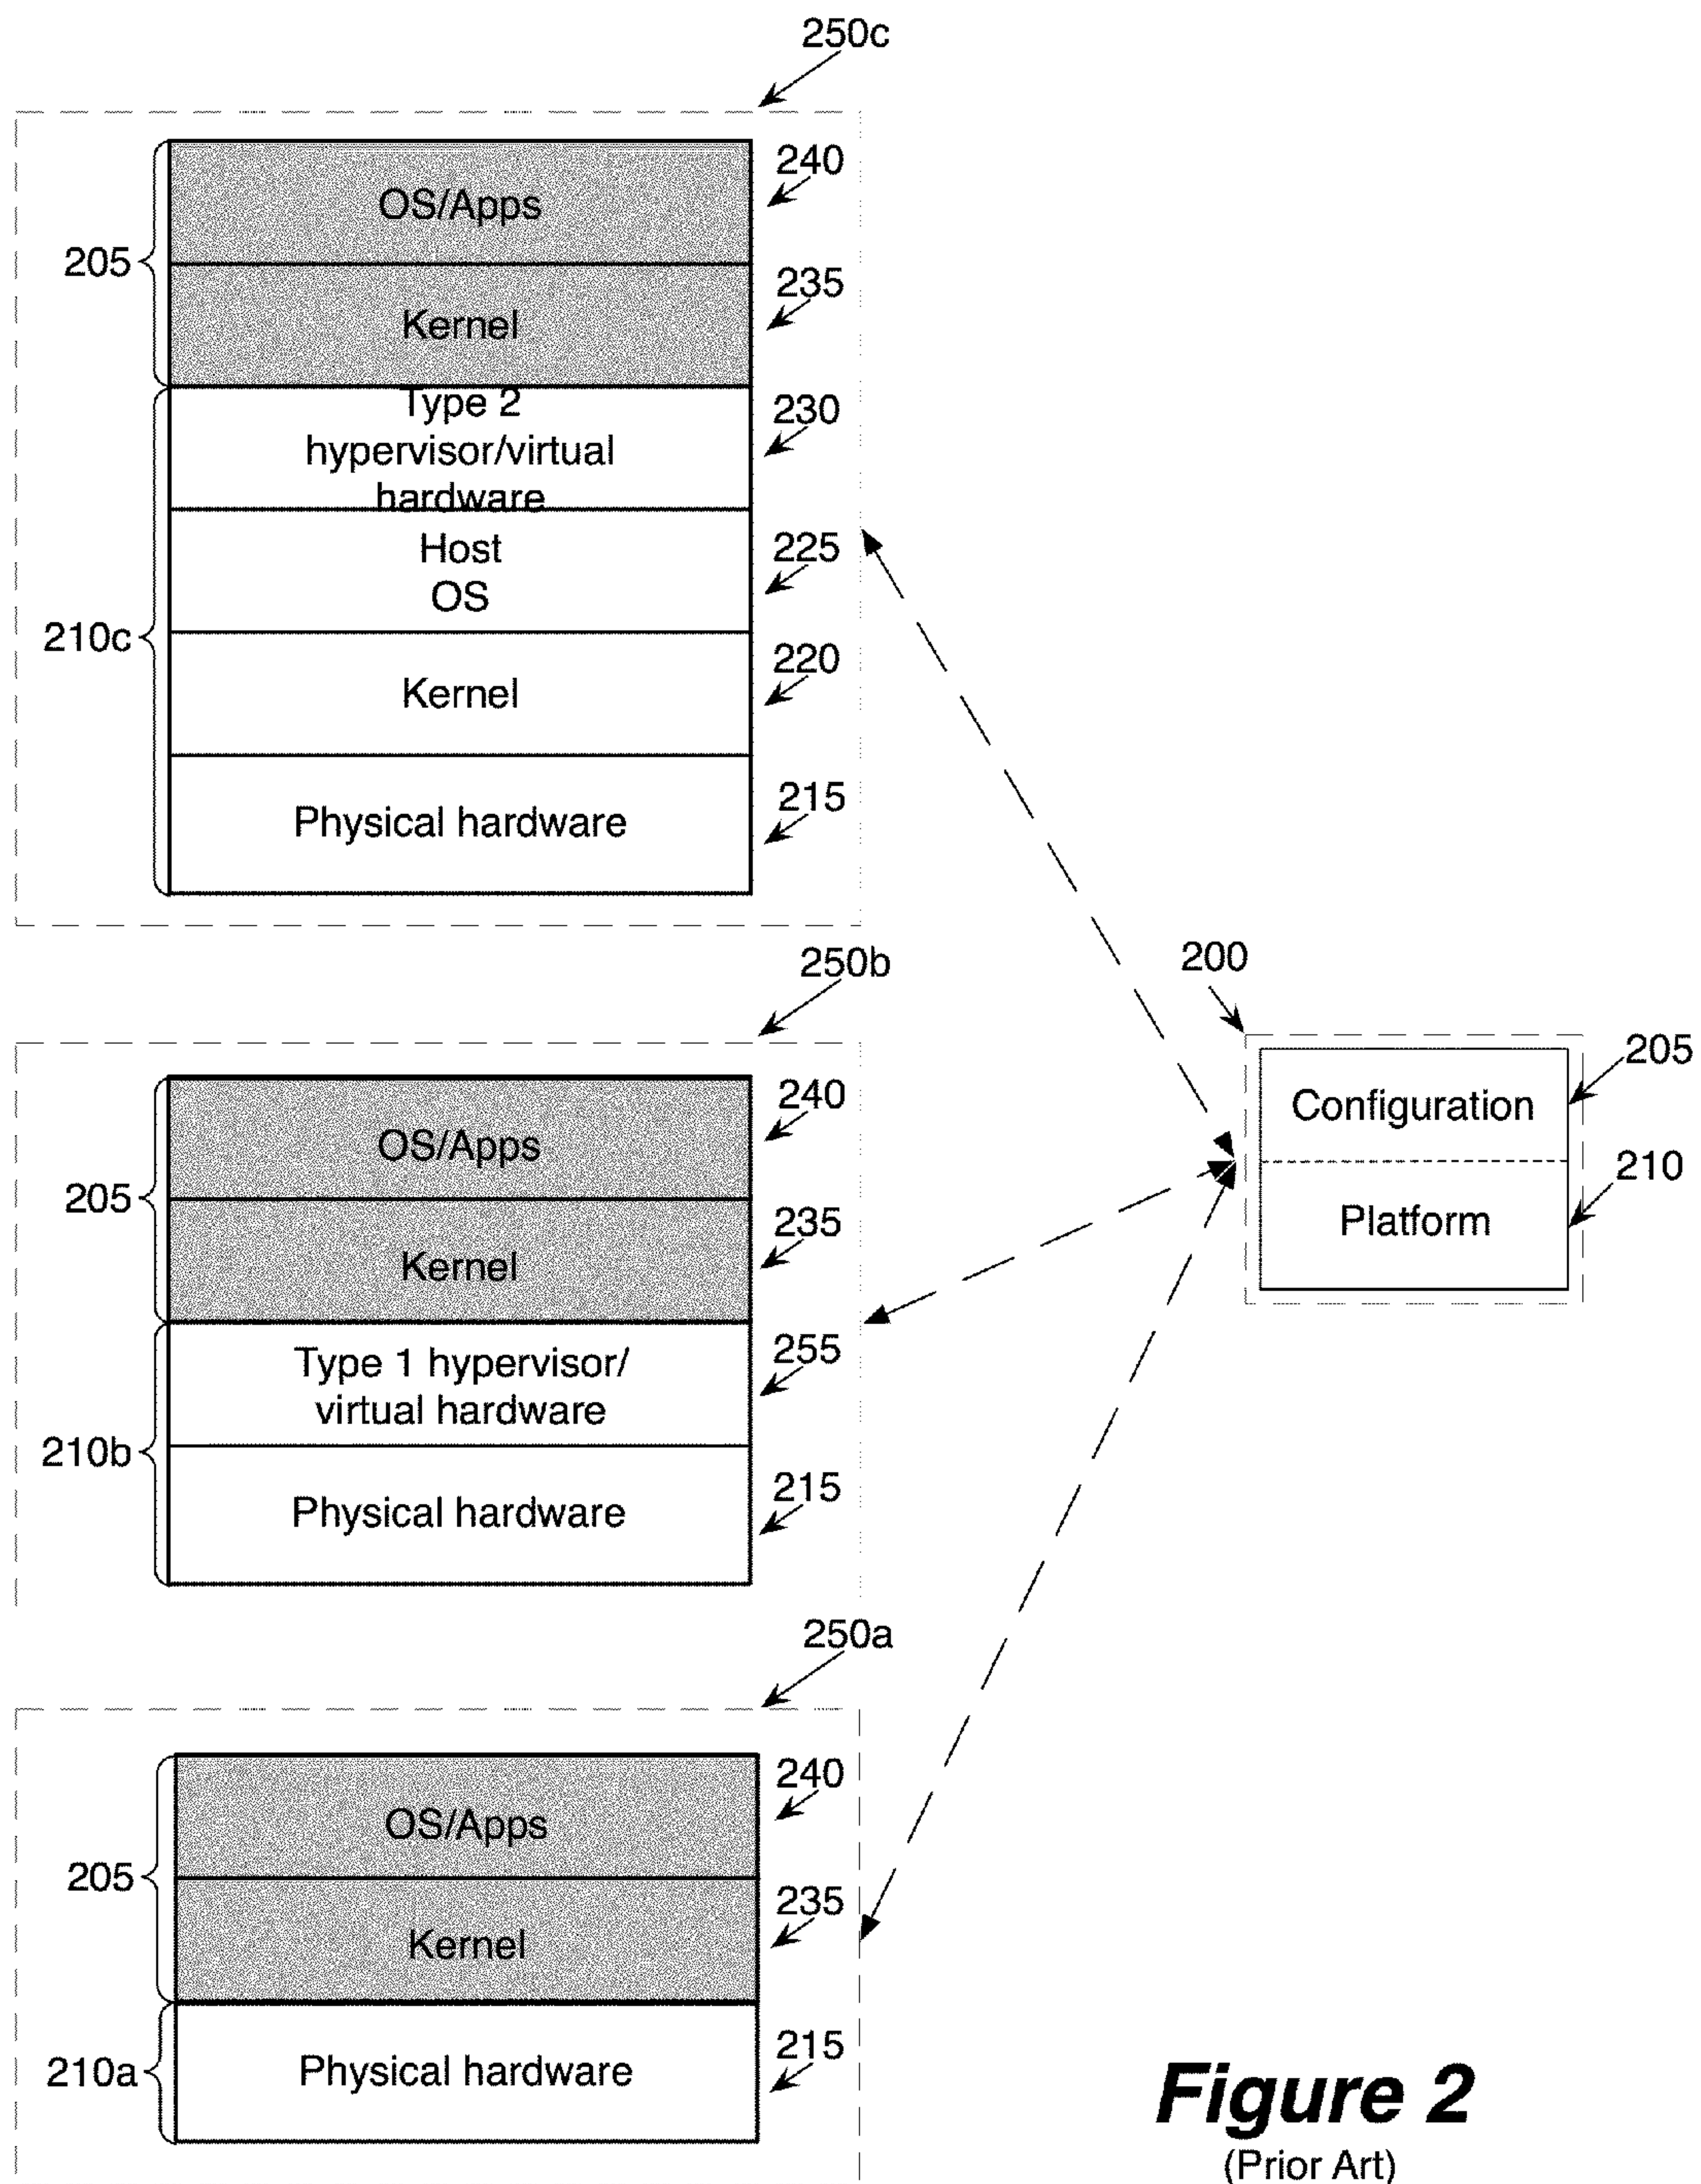 250c
OS/Apps
240
205
Kernel
235
Type 2
hypervisor/virtual
hardware
230
Host
OS
225
210c
Kernel
220
Physical hardware
215
250b
OS/Apps
240
205
Kernel
235
Type 1 hypervisor/
virtual hardware
255
210b
Physical hardware
215
250a
OS/Apps
240
205
Kernel
235
210a
Physical hardware
215
200
Configuration
205
Platform
210
Figure 2
(Prior Art)